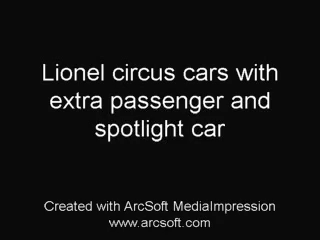 Lionel circus cars with
extra passenger and
spotlight car
Created with ArcSoft MediaImpression
www.arcsoft.com